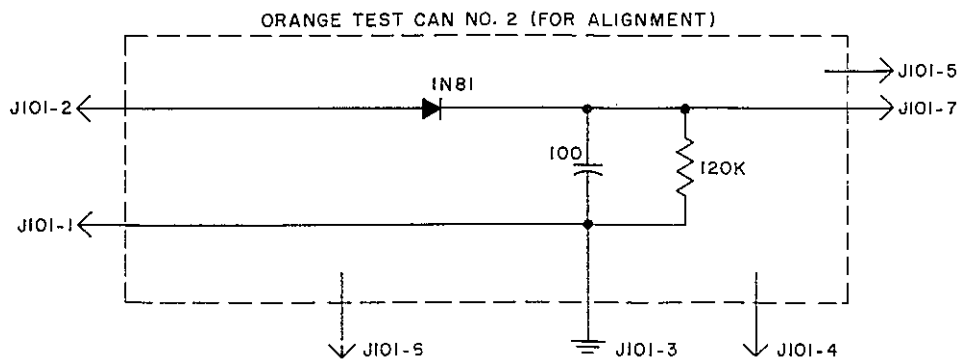 ORANGE TEST CAN NO. 2 (FOR ALIGNMENT)
J101-5
1N81
J101-2
J101-7
100
120K
J101-1
J101-6
J101-3
J101-4